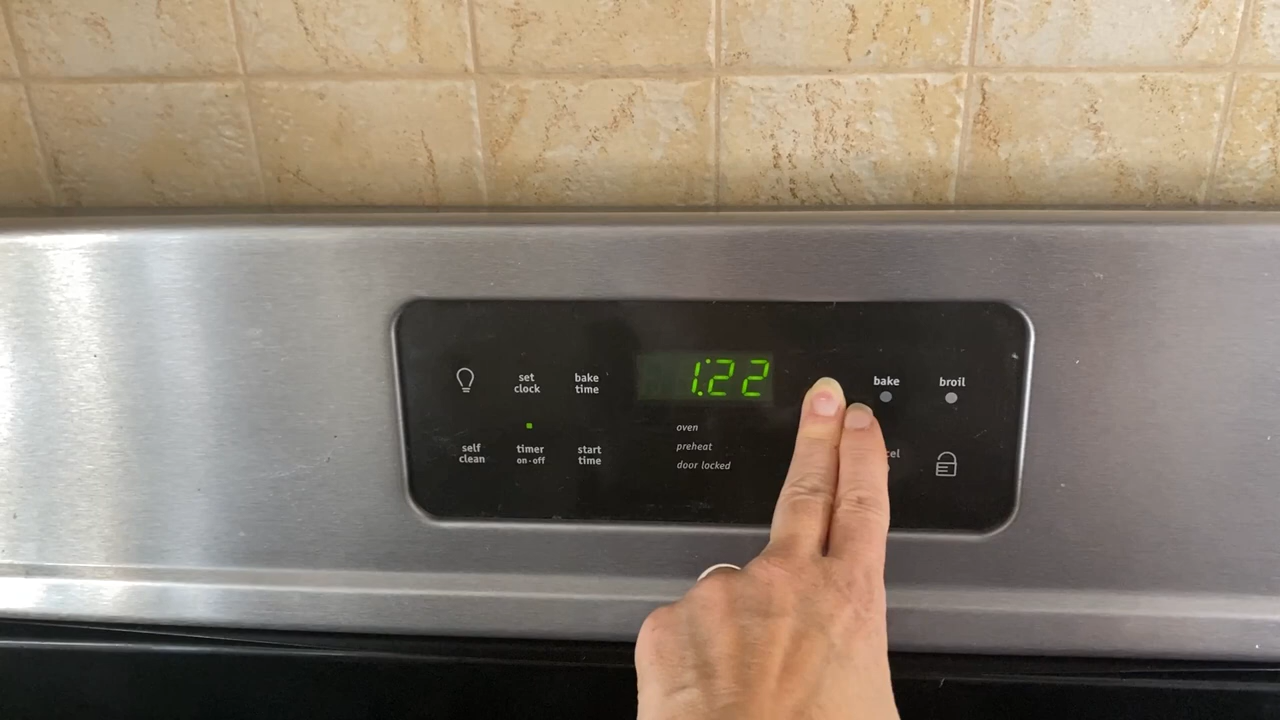 set
clock
bake
time
1:22
bake
broil
self
clean
timer
on·off
start
time
oven
preheat
door locked